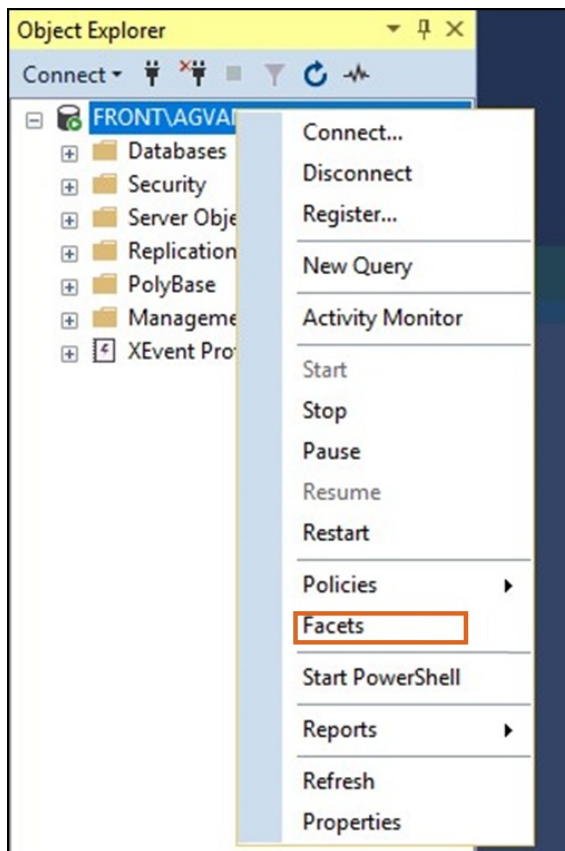 Object Explorer
Connect
FRONT\AGVA
Databases
Security
Server Obje
Replication
PolyBase
Manageme
XEvent Pro
Connect...
Disconnect
Register...
New Query
Activity Monitor
Start
Stop
Pause
Resume
Restart
Policies
Facets
Start PowerShell
Reports
Refresh
Properties